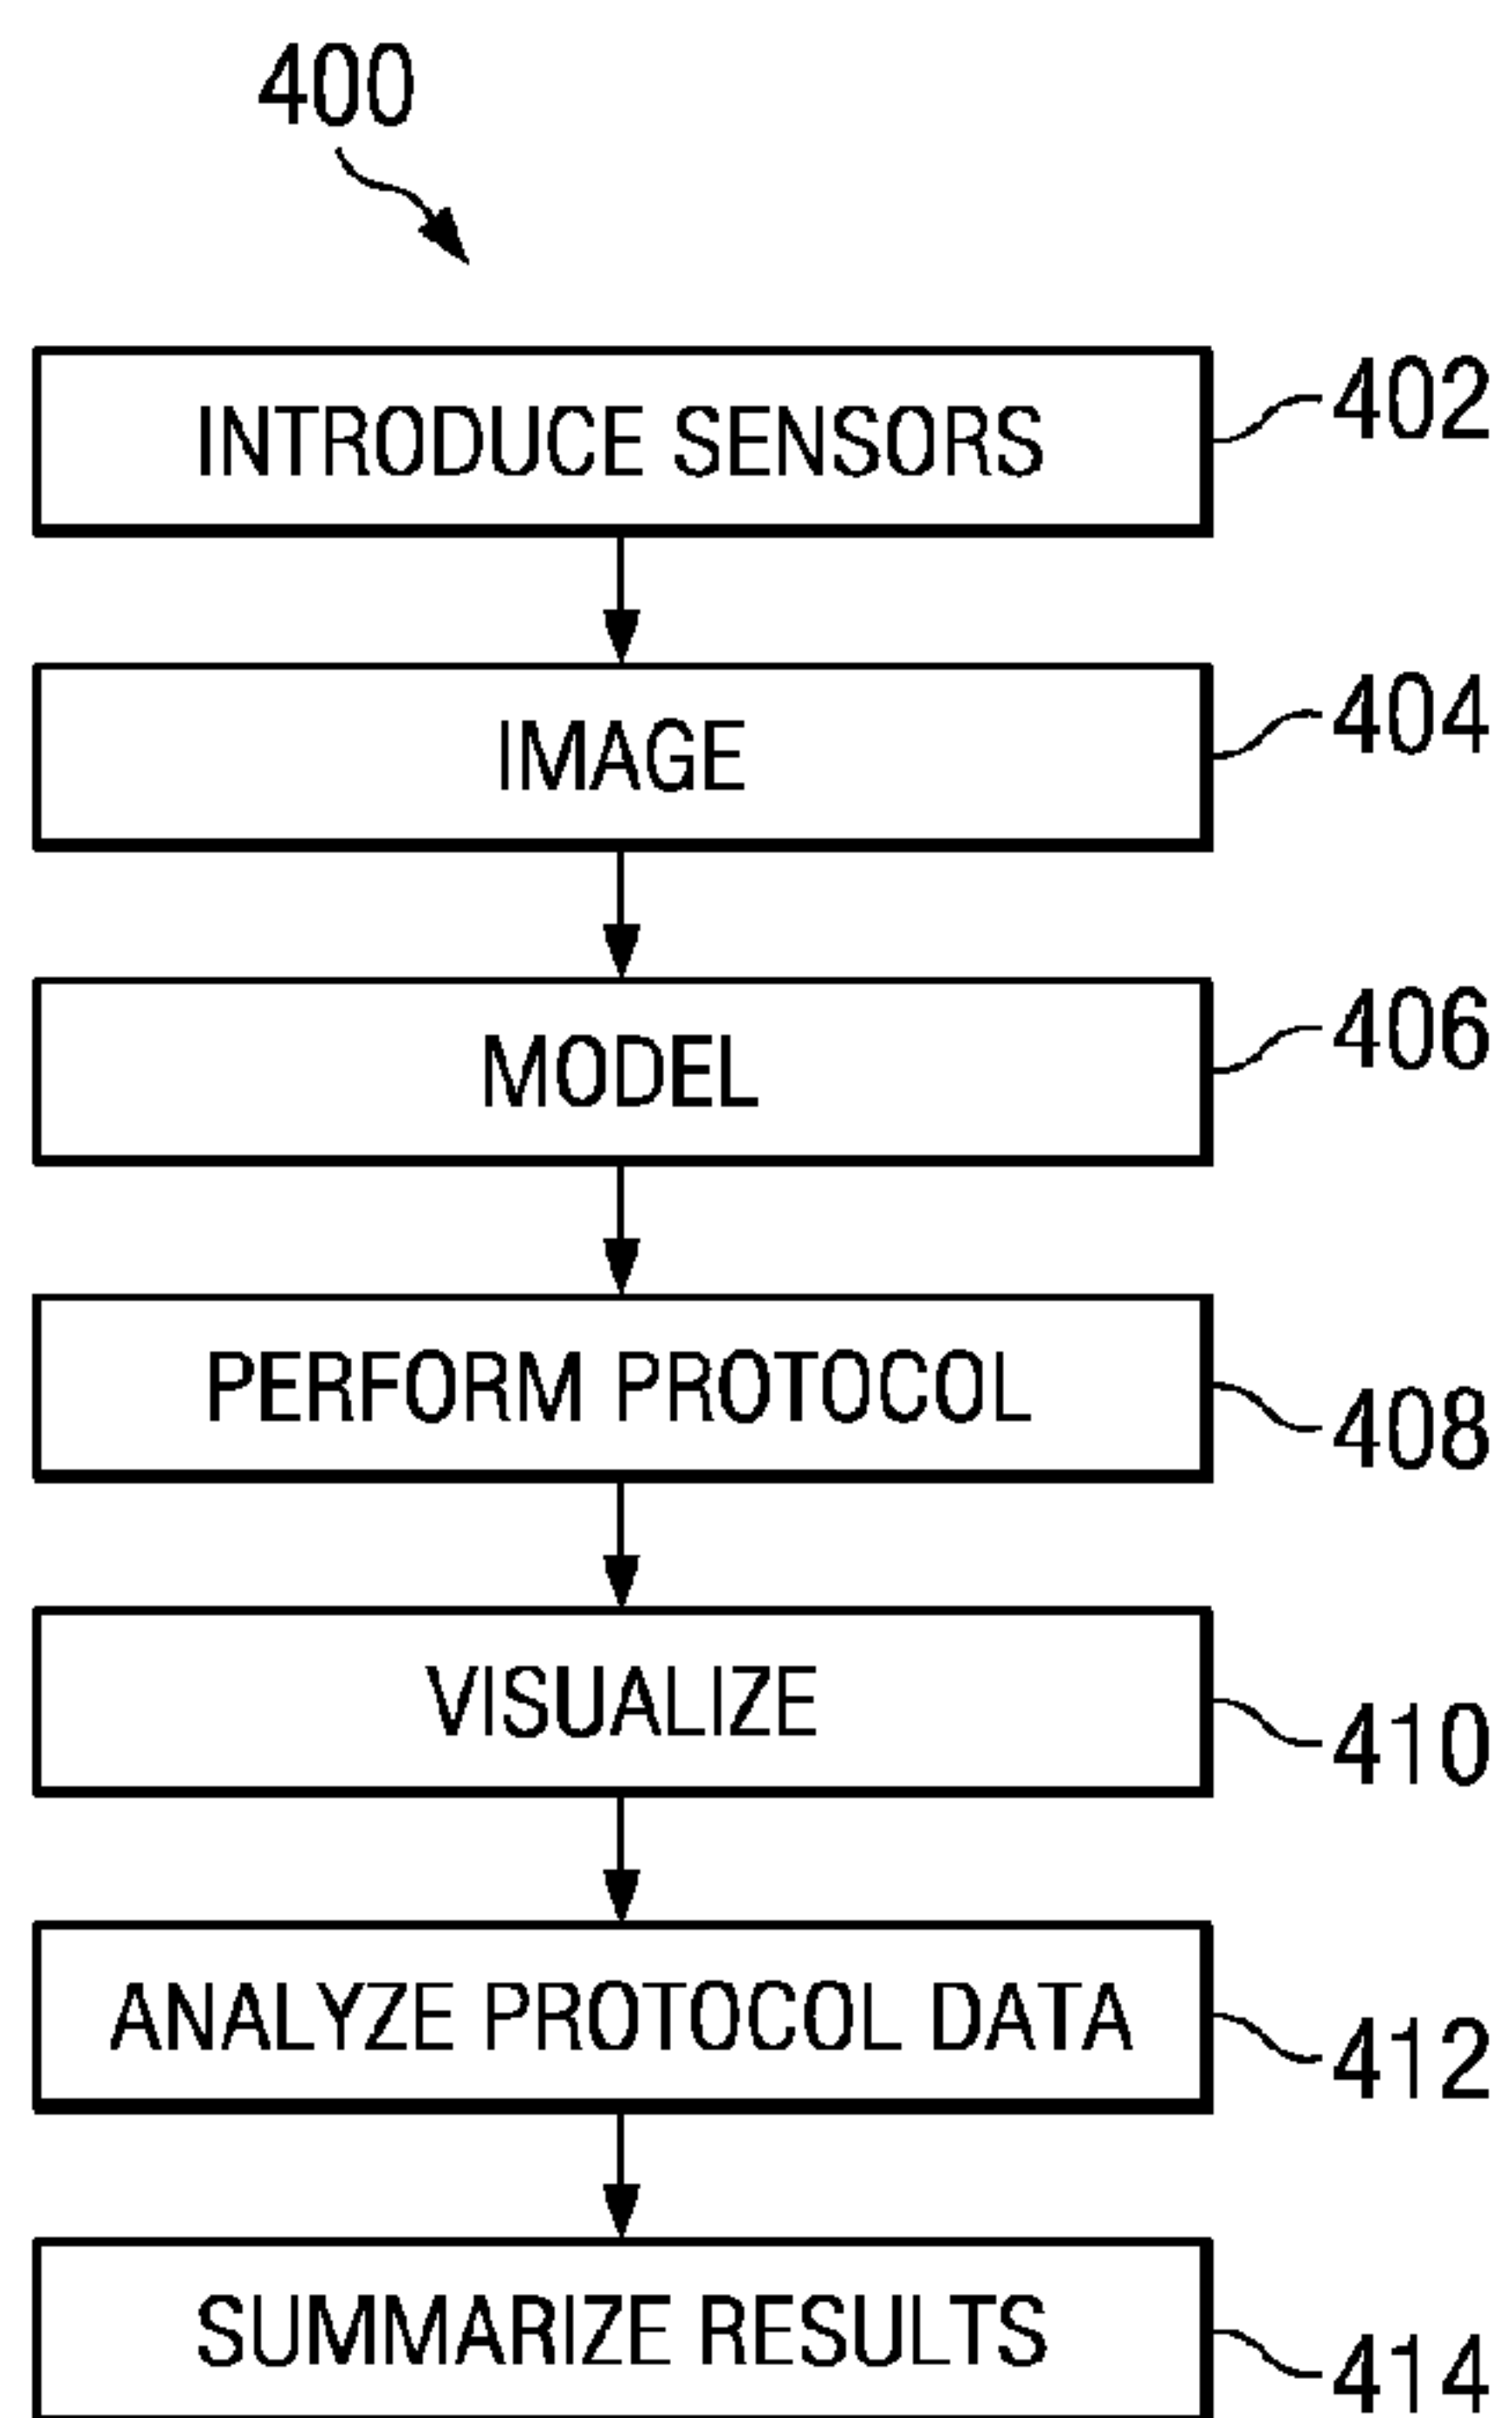 400
INTRODUCE SENSORS
402
IMAGE
404
MODEL
406
PERFORM PROTOCOL
408
VISUALIZE
410
ANALYZE PROTOCOL DATA
412
SUMMARIZE RESULTS
414